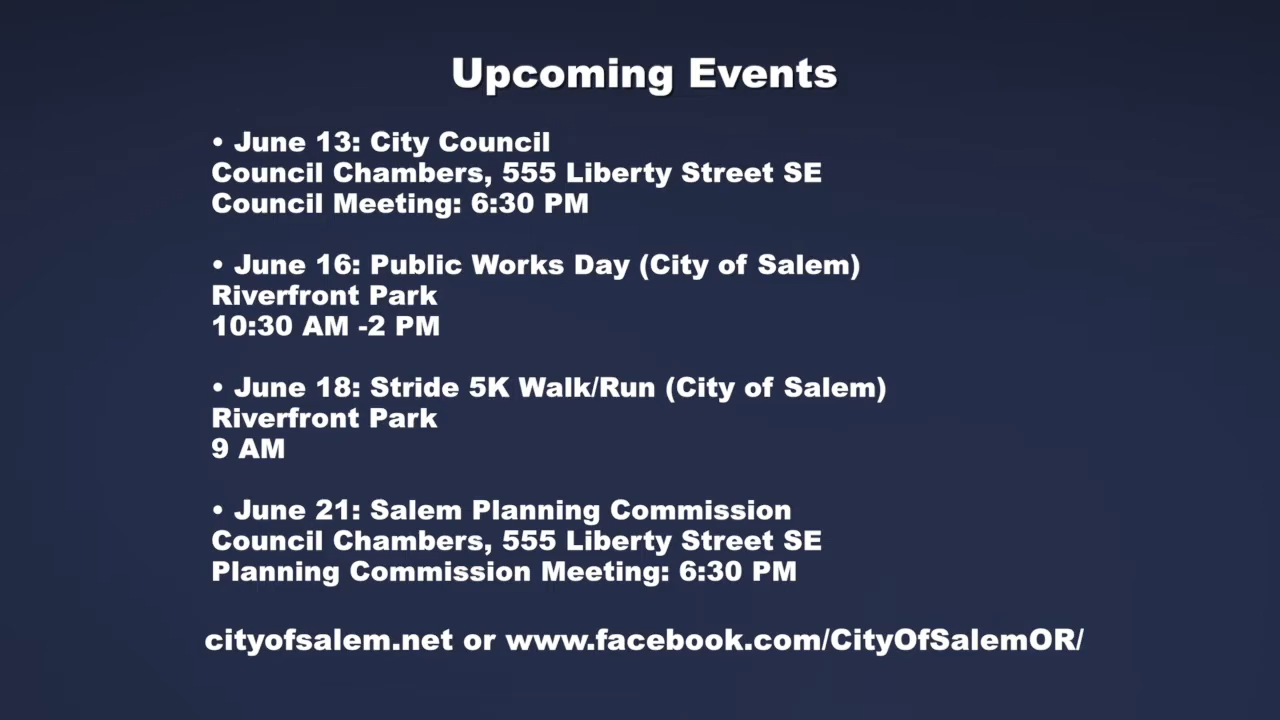 Upcoming Events
• June 13: City Council
Council Chambers, 555 Liberty Street SE
Council Meeting: 6:30 PM
• June 16: Public Works Day (City of Salem)
Riverfront Park
10:30 AM -2 PM
• June 18: Stride 5K Walk/Run (City of Salem)
Riverfront Park
9 AM
• June 21: Salem Planning Commission
Council Chambers, 555 Liberty Street SE
Planning Commission Meeting: 6:30 PM
cityofsalem.net or www.facebook.com/CityOfSalemOR/